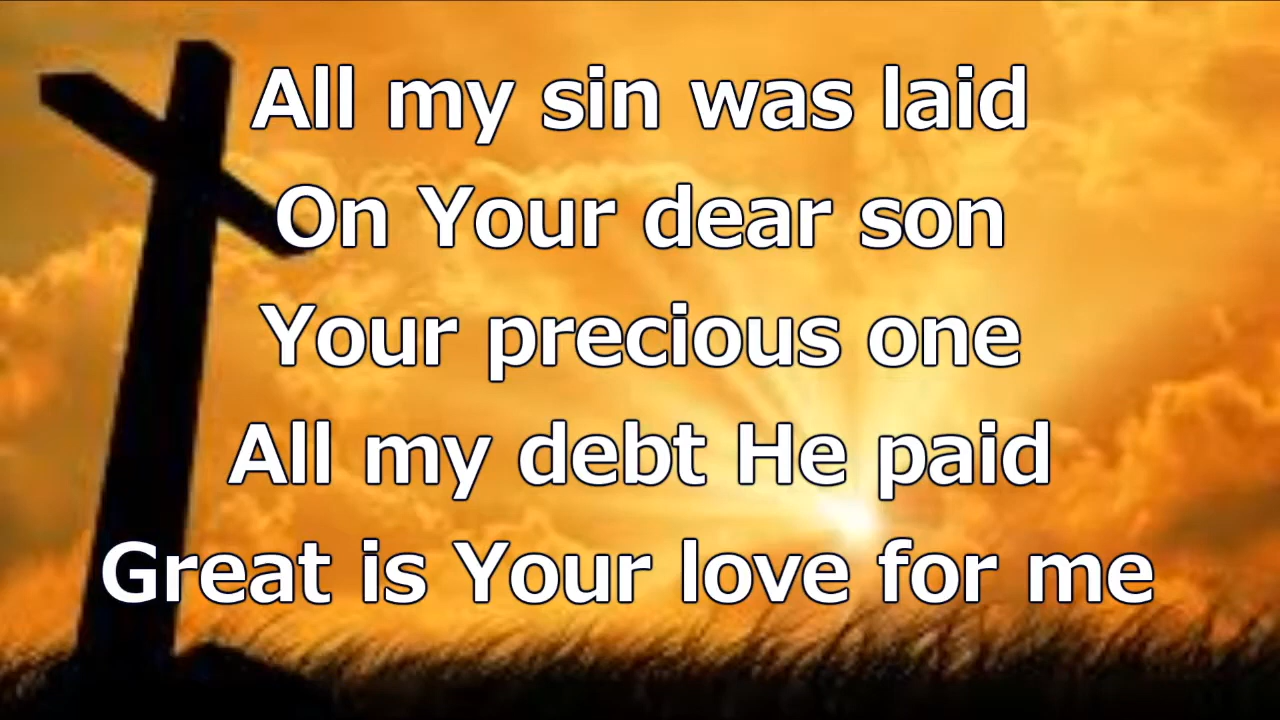 All my sin was laid
On Your dear son
Your precious one
All my debt He paid
Great is Your love for me